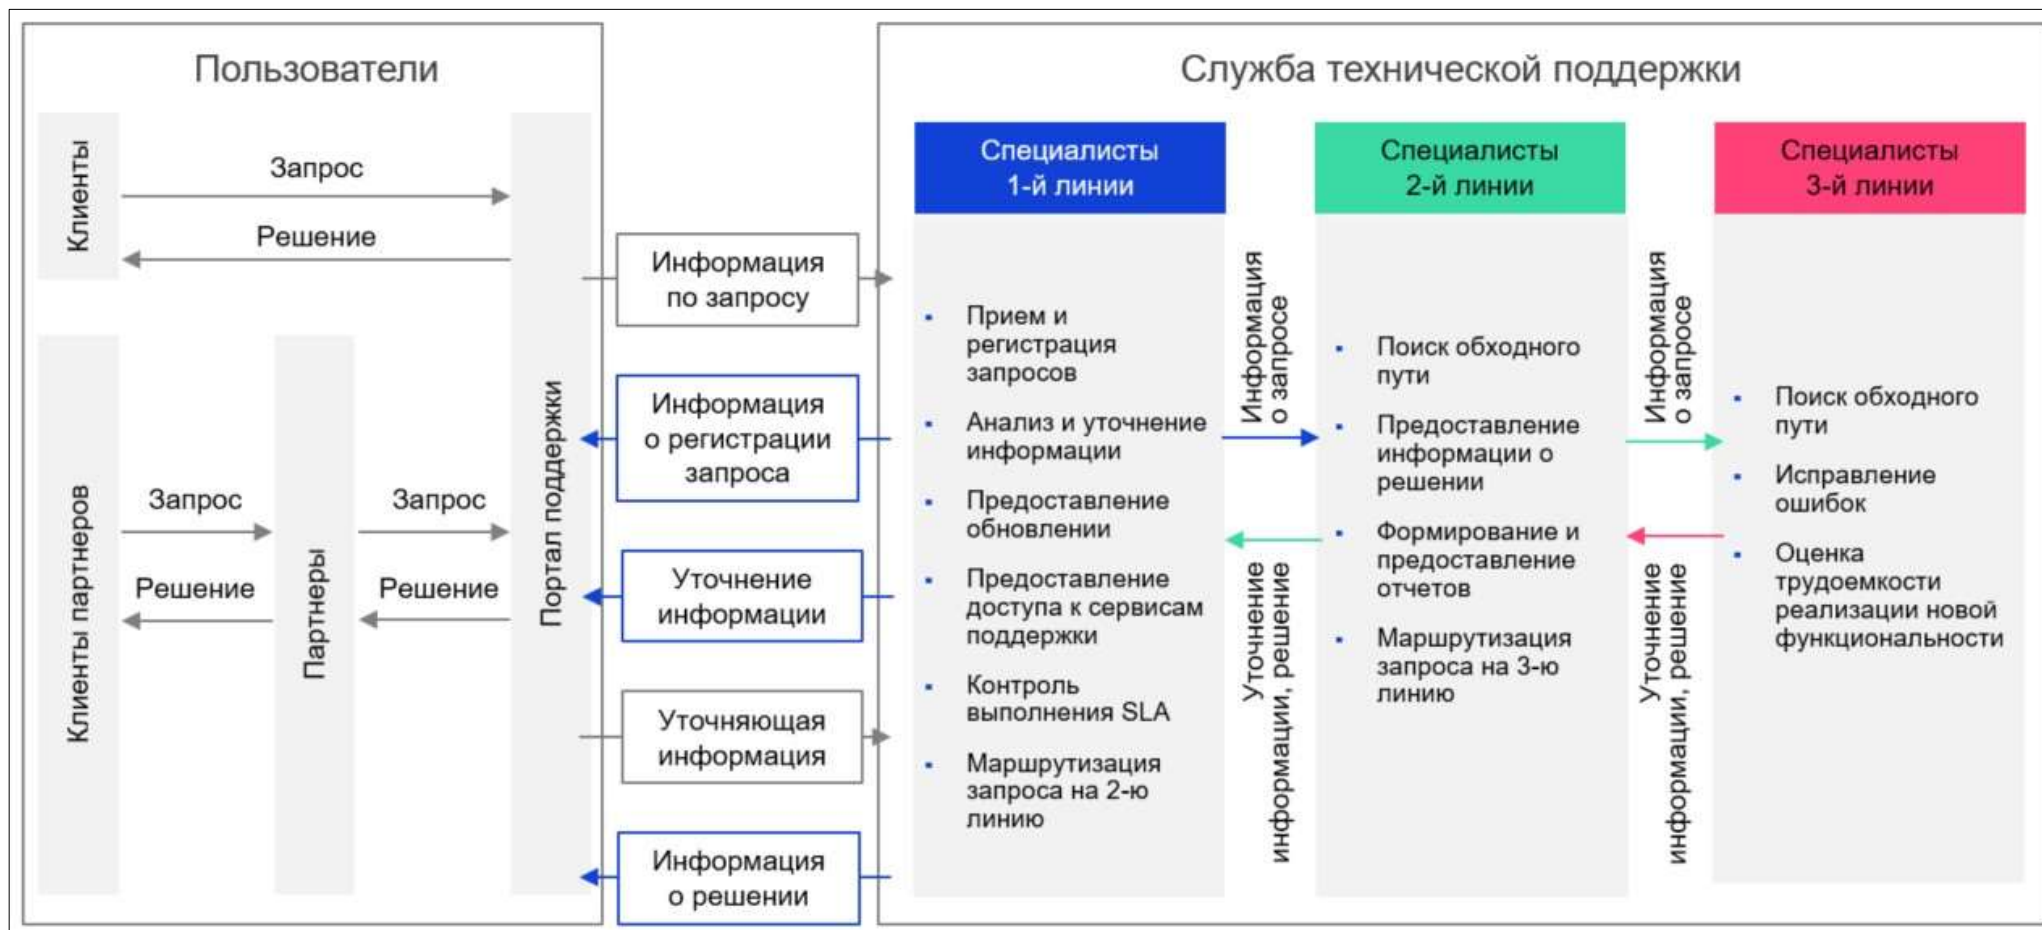 Пользователи
Клиенты
Запрос
Решение
Клиенты партнеров
Запрос
Решение
Партнеры
Запрос
Решение
Портал поддержки
Информация
по запросу
Информация
о регистрации
запроса
Уточнение
информации
Уточняющая
информация
Информация
о решении
Служба технической поддержки
Специалисты
1-й линии
Прием и
регистрация
запросов
Анализ и уточнение
информации
Предоставление
обновлении
Предоставление
доступа к сервисам
поддержки
Контроль
выполнения SLA
Маршрутизация
запроса на 2-ю
линию
Информация
о запросе
Уточнение
информации, решение
Специалисты
2-й линии
Поиск обходного
пути
Предоставление
информации о
решении
Формирование и
предоставление
отчетов
Маршрутизация
запроса на 3-ю
линию
Информация
о запросе
Уточнение
информации, решение
Специалисты
3-й линии
Поиск обходного
пути
Исправление
ошибок
Оценка
трудоемкости
реализации новой
функциональности